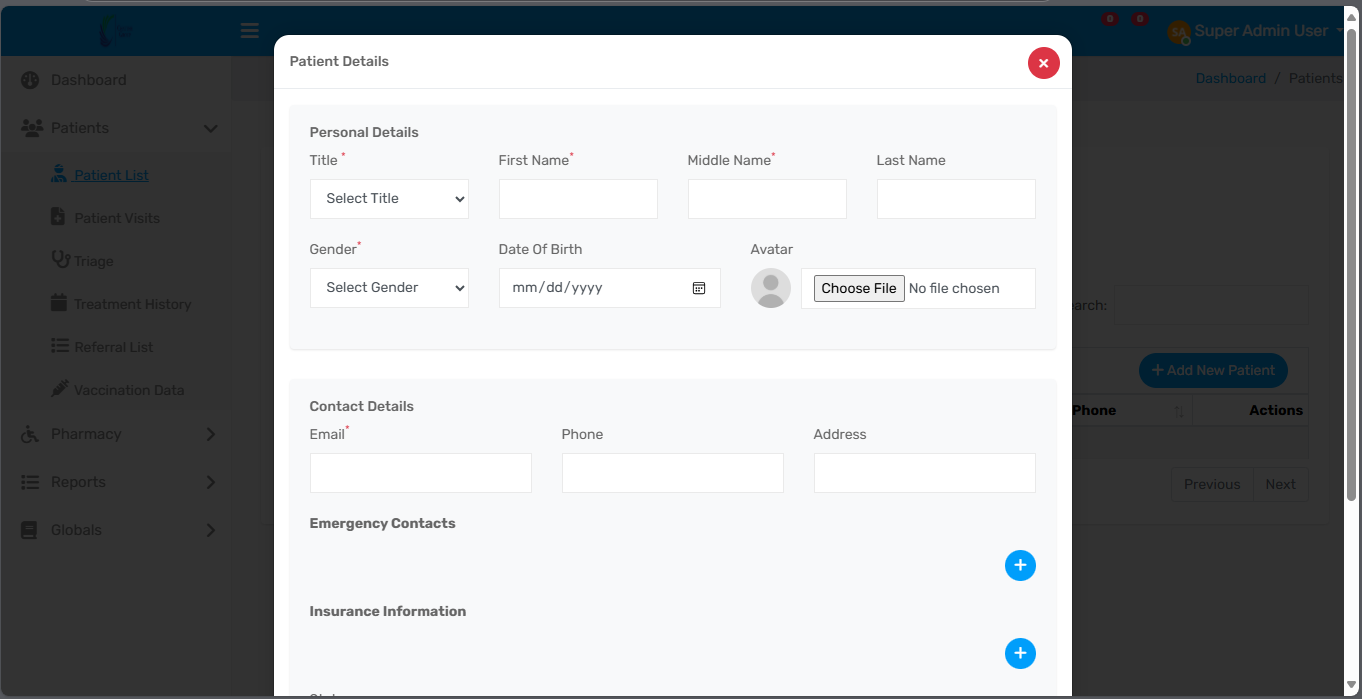 0 0
SA Super Admin User
Patient Details
Dashboard
Dashboard / Patients
Patients
Patient List
Patient Visits
Triage
Treatment History
Referral List
Vaccination Data
Pharmacy
Reports
Globals
Personal Details
Title * First Name* Middle Name* Last Name
Select Title
Gender* Date Of Birth Avatar
Select Gender mm/dd/yyyy Choose File No file chosen
earch:
+ Add New Patient
Phone Actions
Previous Next
Contact Details
Email* Phone Address
Emergency Contacts
+
Insurance Information
+